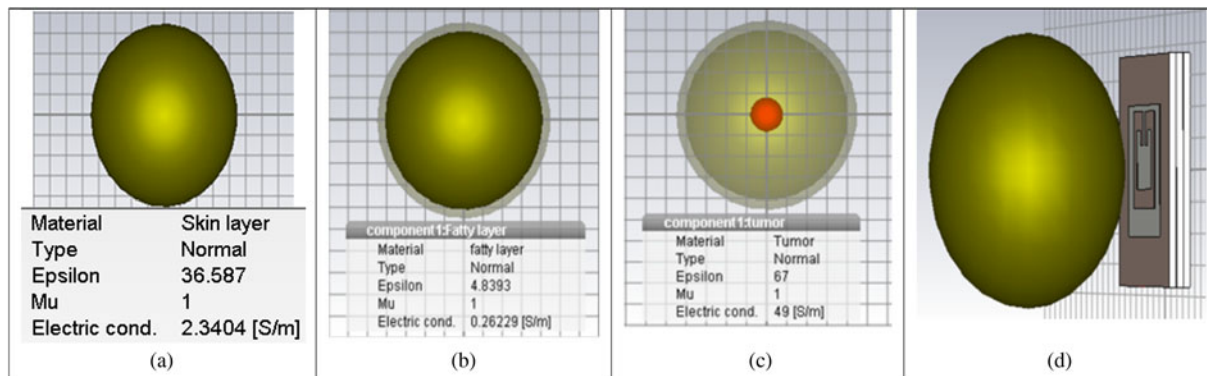 Material Skin layer
Type Normal
Epsilon 36.587
Mu 1
Electric cond. 2.3404 [S/m]
(a)
component1:Fatty layer
Material fatty layer
Type Normal
Epsilon 4.8393
Mu 1
Electric cond. 0.26229 [S/m]
(b)
component1:tumor
Material Tumor
Type Normal
Epsilon 67
Mu 1
Electric cond. 49 [S/m]
(c)
(d)